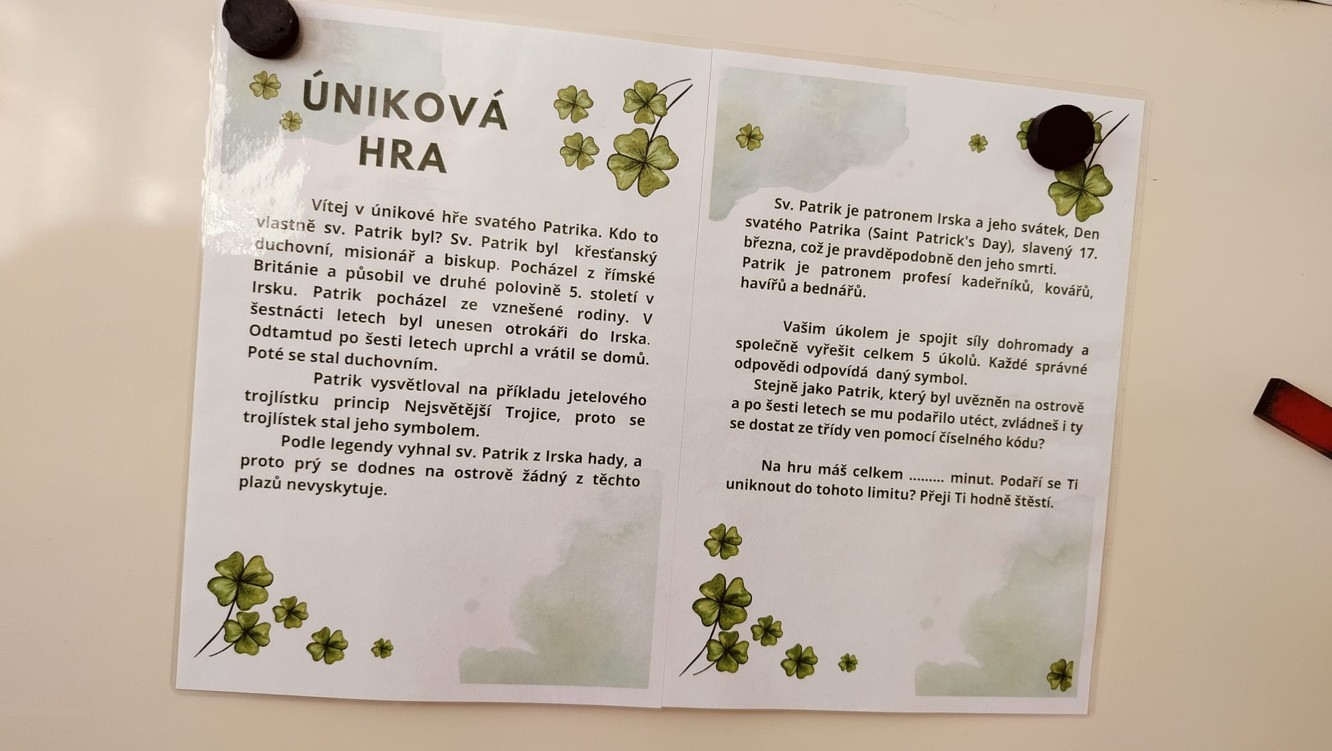 ÚNIKOVÁ
HRA
Vítej v únikové hře svatého Patrika. Kdo to
vlastně sv. Patrik byl? Sv. Patrik byl křesťanský
duchovní, misionář a biskup. Pocházel z římské
Británie a působil ve druhé polovině 5. století v
Irsku. Patrik pocházel ze vznešené rodiny. V
šestnácti letech byl unesen otrokáři do Irska.
Odtamtud po šesti letech uprchl a vrátil se domů.
Poté se stal duchovním.
Patrik vysvětloval na příkladu jetelového
trojlístku princip Nejsvětější Trojice, proto se
trojlístek stal jeho symbolem.
Podle legendy vyhnal sv. Patrik z Irska hady, a
proto prý se dodnes na ostrově žádný z těchto
plazů nevyskytuje.
Sv. Patrik je patronem Irska a jeho svátek, Den
svatého Patrika (Saint Patrick's Day), slavený 17.
března, což je pravděpodobně den jeho smrti.
Patrik je patronem profesí kadeřníků, kovářů,
havířů a bednářů.
Vašim úkolem je spojit síly dohromady a
společně vyřešit celkem 5 úkolů. Každé správné
odpovědi odpovídá daný symbol.
Stejně jako Patrik, který byl uvězněn na ostrově
a po šesti letech se mu podařilo utéct, zvládneš i ty
se dostat ze třídy ven pomocí číselného kódu?
Na hru máš celkem ......... minut. Podaří se Ti
uniknout do tohoto limitu? Přeji Ti hodně štěstí.